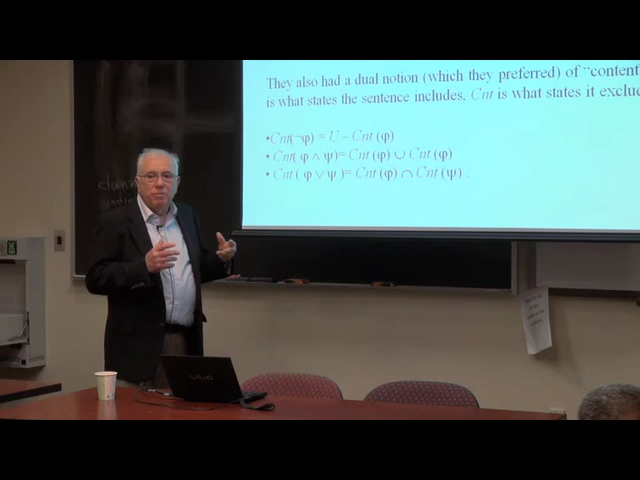 They also had a dual notion (which they preferred) of “content”
is what states the sentence includes. Cnt is what states it exclud
•Cnt(¬φ) = U – Cnt (φ)
• Cnt( φ ∧ ψ)= Cnt (φ) ∪ Cnt (φ)
• Cnt ( φ ∨ ψ )= Cnt (φ) ∩ Cnt (ψ) .
VAIO